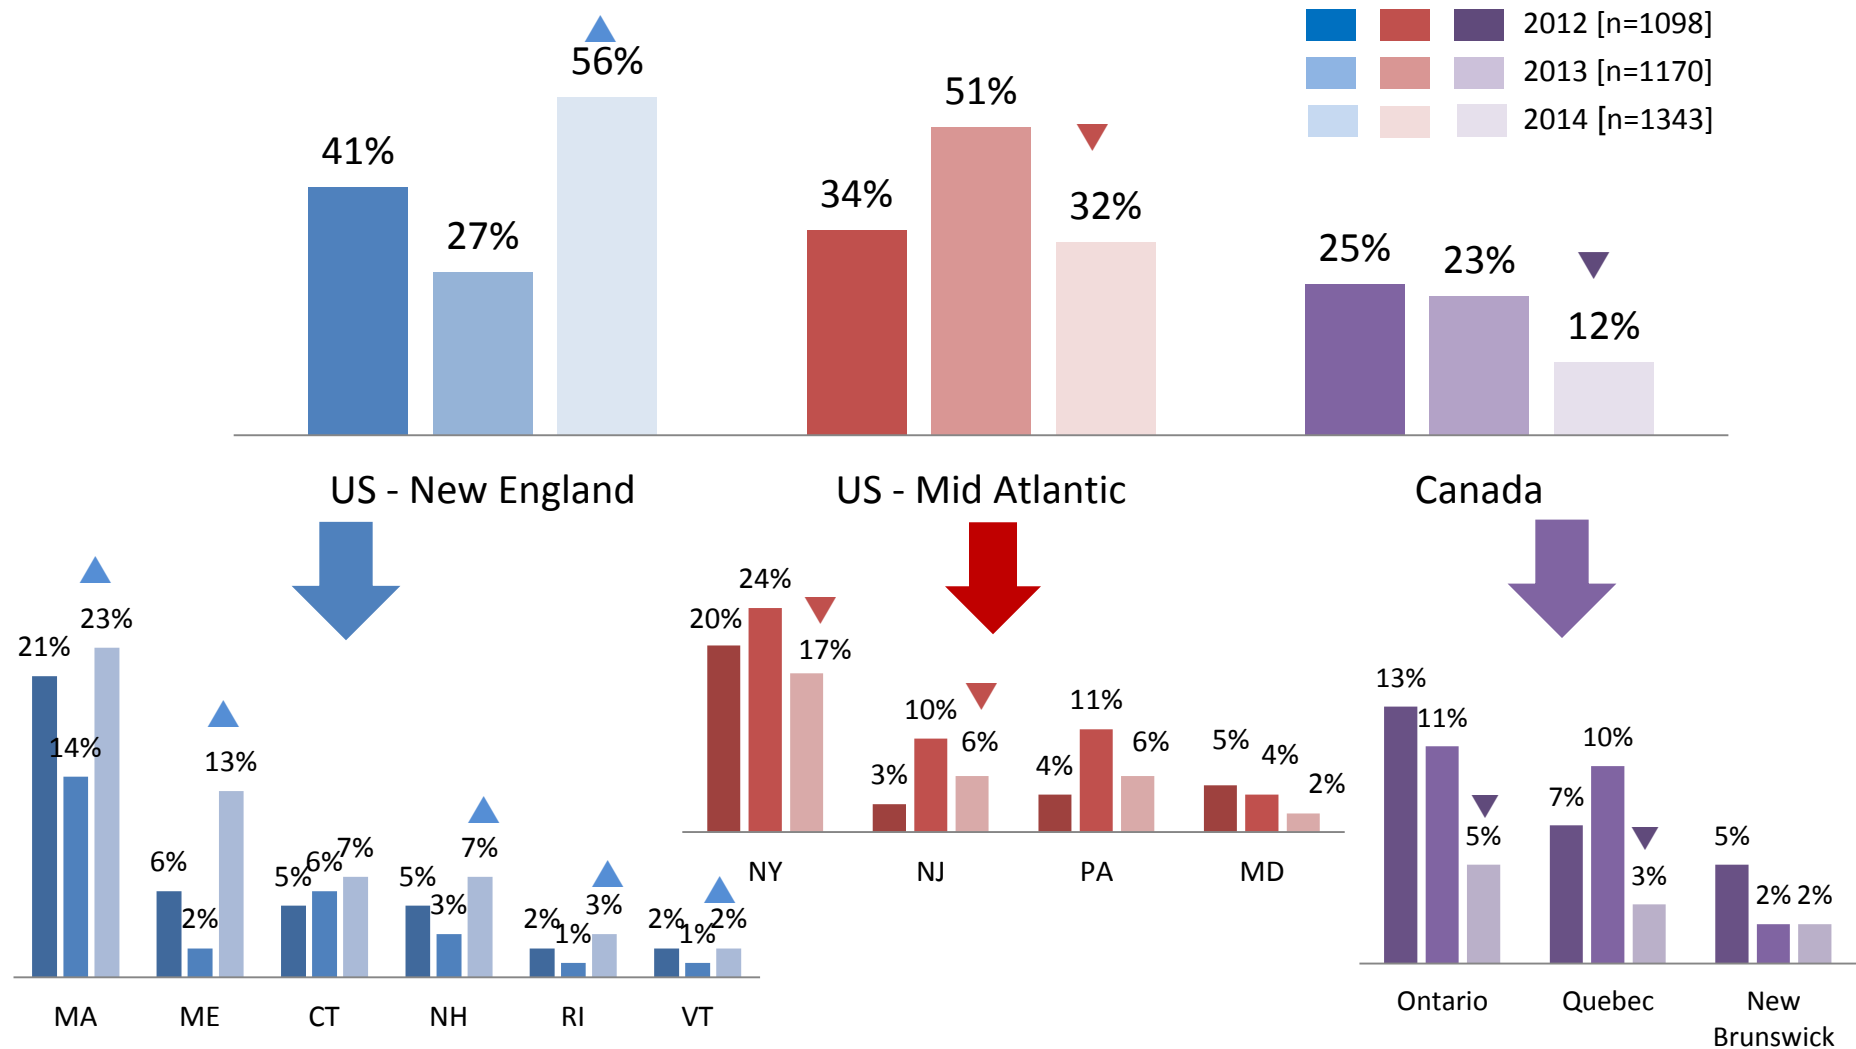 2012 [n=1098]
2013 [n=1170]
2014 [n=1343]
41%
27%
56%
34%
51%
32%
25%
23%
12%
US - New England
US - Mid Atlantic
Canada
21%
14%
23%
6%
2%
13%
5%
6%
7%
5%
3%
7%
2%
1%
3%
2%
1%
2%
MA
ME
CT
NH
RI
VT
20%
24%
17%
3%
10%
6%
4%
11%
6%
5%
4%
2%
NY
NJ
PA
MD
13%
11%
5%
7%
10%
3%
5%
2%
2%
Ontario
Quebec
New
Brunswick